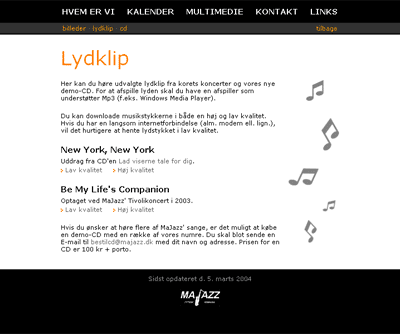 HVEM ER VI KALENDER MULTIMEDIE KONTAKT LINKS
billeder lydklip cd tilbage
Lydklip
Her kan du høre udvalgte lydklip fra korets koncerter og vores nye
demo-CD. For at afspille lyden skal du have en afspiller som
understøtter Mp3 (f.eks. Windows Media Player).
Du kan downloade musikstykkerne i både en høj og lav kvalitet.
Hvis du har en langsom internetforbindelse (alm. modem ell. lign.),
vil det hurtigere at hente lydstykket i lav kvalitet.
New York, New York
Uddrag fra CD'en Lad viserne tale for dig.
Lav kvalitet Høj kvalitet
Be My Life's Companion
Optaget ved MaJazz' Tivolikoncert i 2003.
Lav kvalitet Høj kvalitet
Hvis du ønsker at høre flere af MaJazz' sange, er det muligt at købe
en demo-CD med en række af vores numre. Du skal blot sende en
E-mail til bestilcd@majazz.dk med dit navn og adresse. Prisen for en
CD er 100 kr + porto.
Sidst opdateret d. 5. marts 2004
MAJAZZ